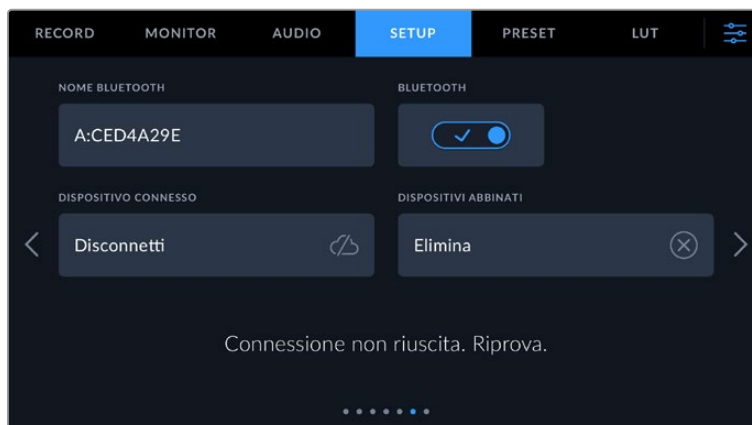 RECORD MONITOR AUDIO SETUP PRESET LUT
NOME BLUETOOTH BLUETOOTH
A:CED4A29E
DISPOSITIVO CONNESSO DISPOSITIVI ABBINATI
Disconnetti Elimina
Connessione non riuscita. Riprova.